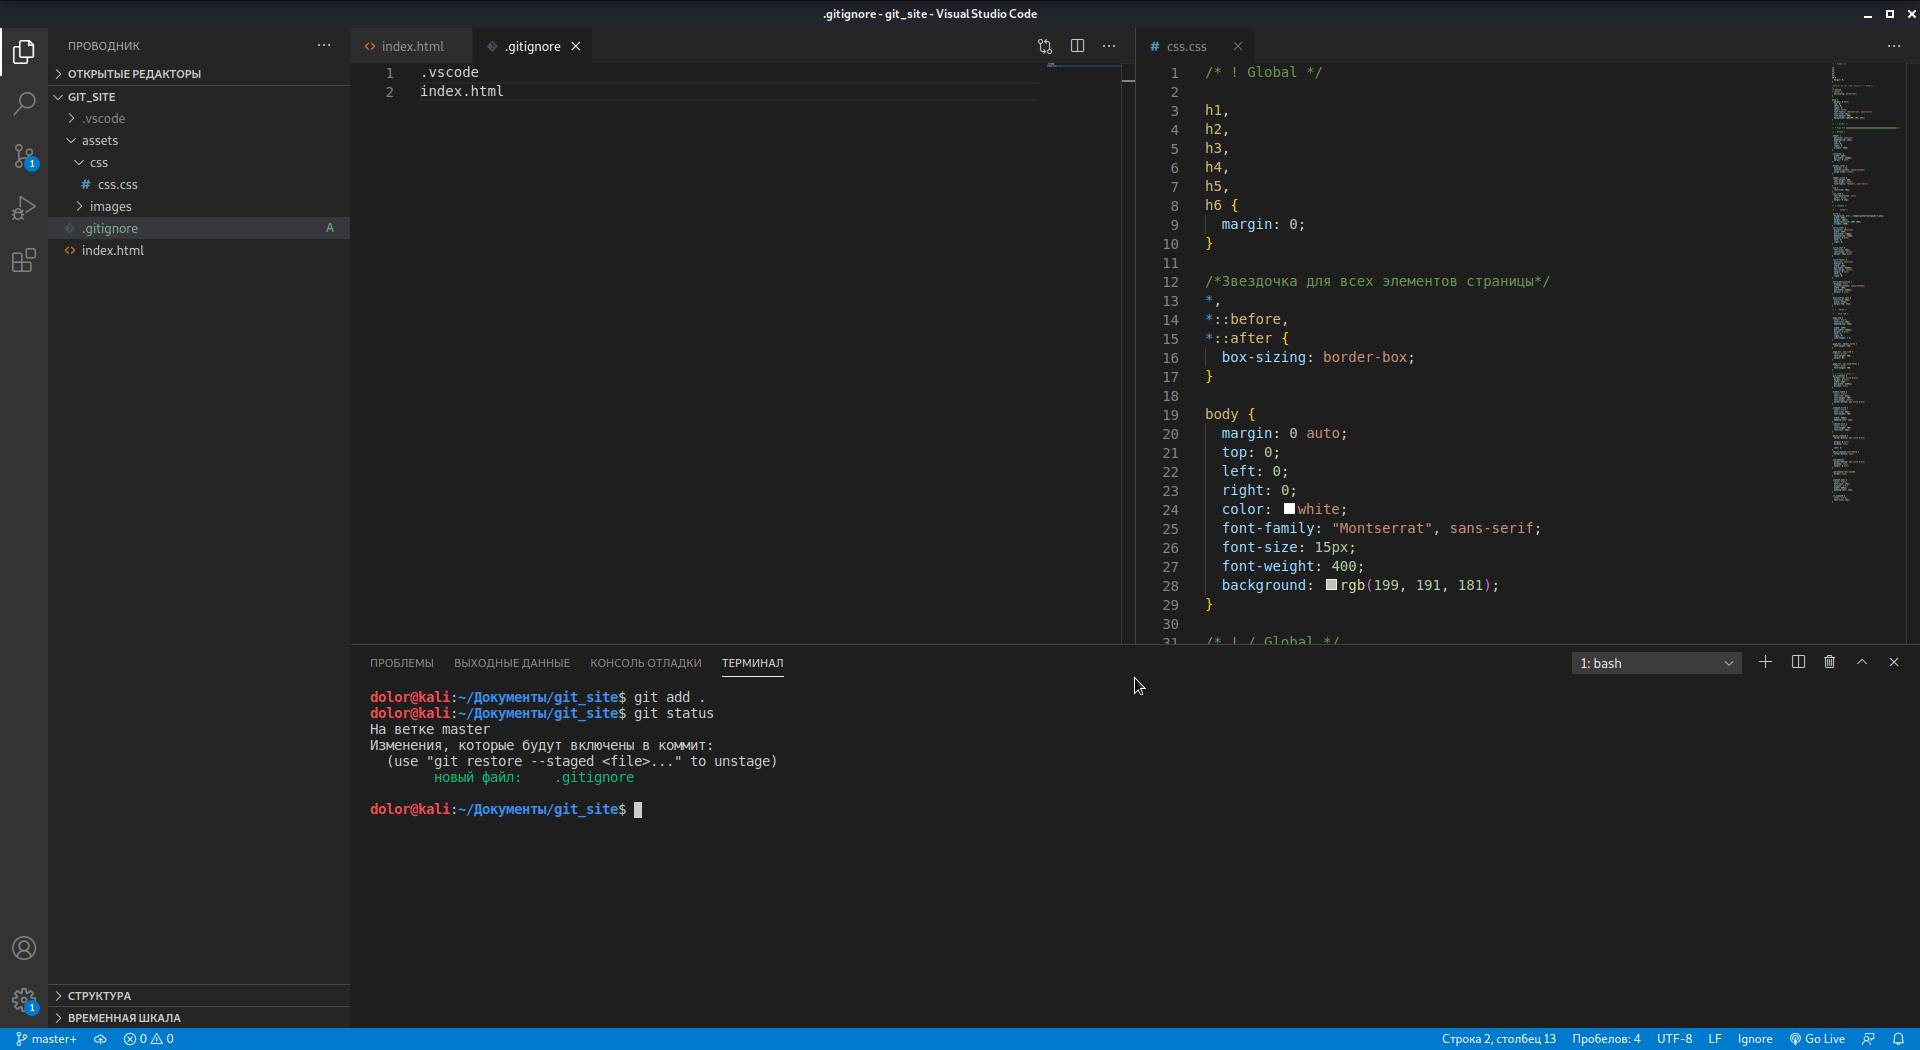 .gitignore - git_site - Visual Studio Code
ПРОВОДНИК
ОТКРЫТЫЕ РЕДАКТОРЫ
GIT_SITE
.vscode
assets
css
# css.css
images
.gitignore A
index.html
СТРУКТУРА
ВРЕМЕННАЯ ШКАЛА
1
1
index.html
.gitignore
1 .vscode
2 index.html
# css.css
1 /* ! Global */
2
3 h1,
4 h2,
5 h3,
6 h4,
7 h5,
8 h6 {
9 margin: 0;
10 }
11
12 /*Звездочка для всех элементов страницы*/
13 *,
14 *::before,
15 *::after {
16 box-sizing: border-box;
17 }
18
19 body {
20 margin: 0 auto;
21 top: 0;
22 left: 0;
23 right: 0;
24 color: white;
25 font-family: "Montserrat", sans-serif;
26 font-size: 15px;
27 font-weight: 400;
28 background: rgb(199, 191, 181);
29 }
30
31 /* ! / Global */
ПРОБЛЕМЫ ВЫХОДНЫЕ ДАННЫЕ КОНСОЛЬ ОТЛАДКИ ТЕРМИНАЛ
1: bash
dolor@kali:~/Документы/git_site$ git add .
dolor@kali:~/Документы/git_site$ git status
На ветке master
Изменения, которые будут включены в коммит:
(use "git restore --staged <file>..." to unstage)
новый файл: .gitignore
dolor@kali:~/Документы/git_site$
master+ 0 0 Строка 2, столбец 13 Пробелов: 4 UTF-8 LF Ignore Go Live